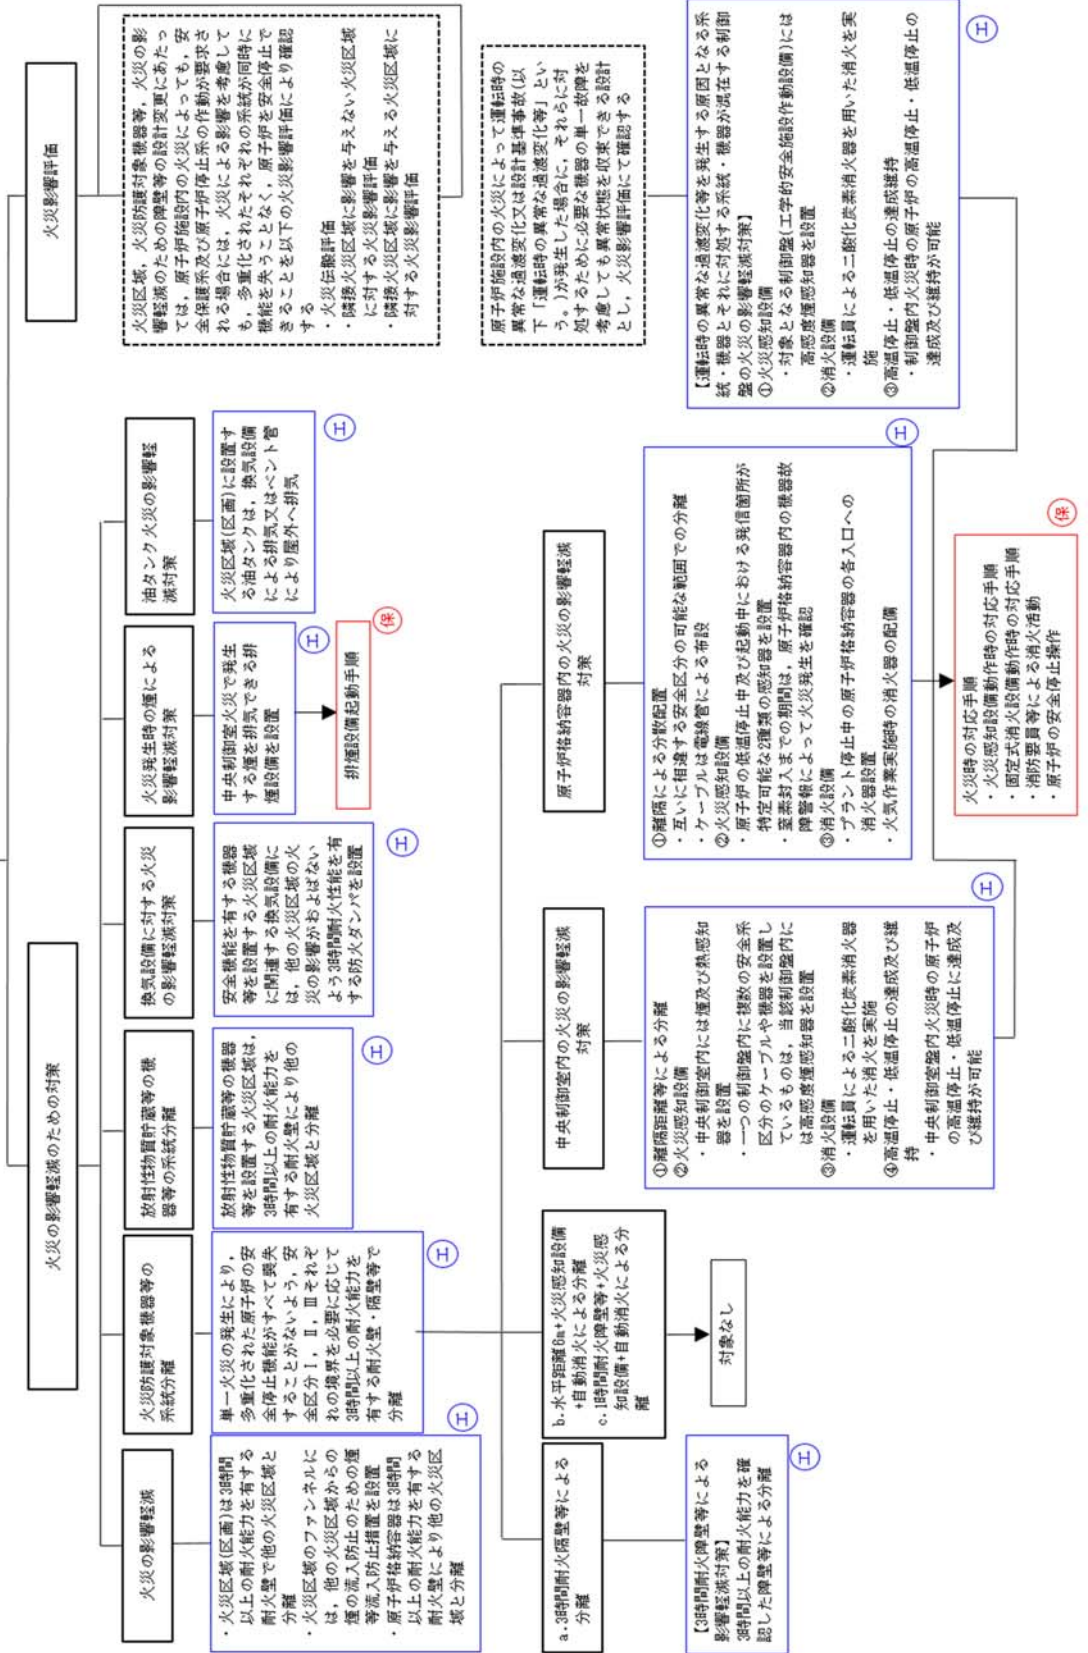 火災の影響軽減のための対策
火災影響評価
火災の影響軽減
・火災区域(区画)は3時間
以上の耐火能力を有する
耐火壁で他の火災区域と
分離
・火災区域のファンネルに
は，他の火災区域からの
煙の流入防止のための煙
等流入防止措置を設置
・原子炉格納容器は3時間
以上の耐火能力を有する
耐火壁により他の火災区
域と分離
エ
火災防護対象機器等の
系統分離
単一火災の発生により，
多重化された原子炉の安
全停止機能がすべて喪失
することがないよう，安
全区分Ⅰ，Ⅱ，Ⅲそれぞ
れの境界を必要に応じて
3時間以上の耐火能力を
有する耐火壁・隔壁等で
分離
エ
放射性物質貯蔵等の機
器等の系統分離
放射性物質貯蔵等の機器
等を設置する火災区域は，
3時間以上の耐火能力を
有する耐火壁により他の
火災区域と分離
エ
換気設備に対する火災
の影響軽減対策
安全機能を有する機器
等を設置する火災区域
に関連する換気設備に
は，他の火災区域の火
災の影響がおよばない
よう3時間耐火性能を有
する防火ダンパを設置
エ
火災発生時の煙による
影響軽減対策
中央制御室火災で発生
する煙を排気できる排
煙設備を設置
エ
排煙設備起動手順
保
油タンク火災の影響軽
減対策
火災区域(区画)に設置す
る油タンクは，換気設備
による排気又はベント管
により屋外へ排気
エ
火災区域，火災防護対象機器等，火災の影
響軽減のための障壁等の設計変更にあたっ
ては，原子炉施設内の火災によっても，安
全保護系及び原子炉停止系の作動が要求さ
れる場合には，火災による影響を考慮して
も，多重化されたそれぞれの系統が同時に
機能を失うことなく，原子炉を安全停止で
きることを以下の火災影響評価により確認
する
・火災伝搬評価
・隣接火災区域に影響を与えない火災区域
に対する火災影響評価
・隣接火災区域に影響を与える火災区域に
対する火災影響評価
a.3時間耐火隔壁等による
分離
【3時間耐火障壁等による
影響軽減対策】
3時間以上の耐火能力を確
認した障壁等による分離
エ
b.水平距離6m+火災感知設備
+自動消火による分離
c.1時間耐火障壁等+火災感
知設備+自動消火による分
離
対象なし
中央制御室内の火災の影響軽減
対策
①離隔距離等による分離
②火災感知設備
・中央制御室内には煙及び熱感知
器を設置
・一つの制御盤内に複数の安全系
区分のケーブルや機器を設置し
ているものは，当該制御盤内に
は高感度煙感知器を設置
③消火設備
・運転員による二酸化炭素消火器
を用いた消火を実施
④高温停止・低温停止の達成及び維
持
・中央制御室盤内火災時の原子炉
の高温停止・低温停止に達成及
び維持が可能
エ
原子炉格納容器内の火災の影響軽減
対策
①離隔による分散配置
・互いに相違する安全区分の可能な範囲での分離
・ケーブルは電線管による布設
②火災感知設備
・原子炉の低温停止中及び起動中における発信箇所が
特定可能な2種類の感知器を設置
・窒素封入までの期間は，原子炉格納容器内の機器故
障警報によって火災発生を確認
③消火設備
・プラント停止中の原子炉格納容器の各入口への
消火器設置
・火気作業実施時の消火器の配備
エ
火災時の対応手順
・火災感知設備動作時の対応手順
・固定式消火設備動作時の対応手順
・消防要員等による消火活動
・原子炉の安全停止操作
保
原子炉施設内の火災によって運転時の
異常な過渡変化又は設計基準事故(以
下「運転時の異常な過渡変化等」とい
う。)が発生した場合に，それらに対
処するために必要な機器の単一故障を
考慮しても異常状態を収束できる設計
とし，火災影響評価にて確認する
【運転時の異常な過渡変化等を発生する原因となる系
統・機器とそれに対処する系統・機器が混在する制御
盤の火災の影響軽減対策】
①火災感知設備
・対象となる制御盤(工学的安全施設作動設備)には
高感度煙感知器を設置
②消火設備
・運転員による二酸化炭素消火器を用いた消火を実
施
③高温停止・低温停止の達成維持
・制御盤内火災時の原子炉の高温停止・低温停止の
達成及び維持が可能
エ